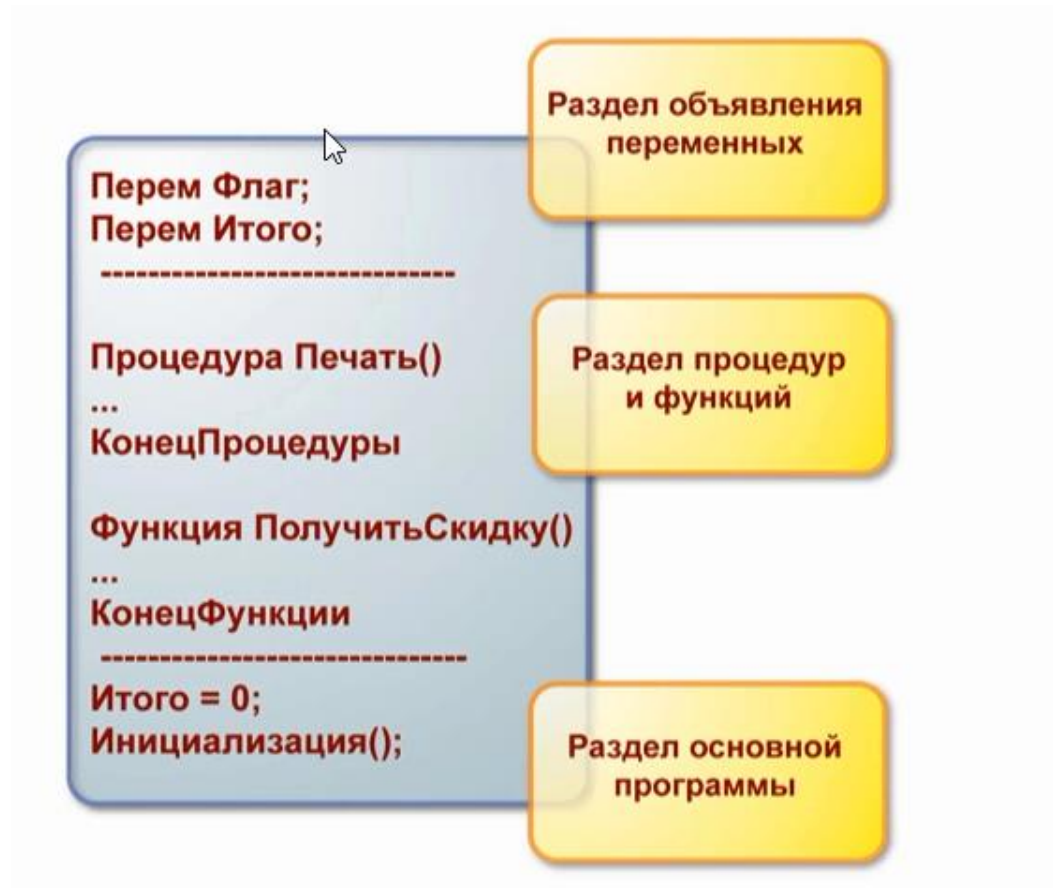 Раздел объявления
переменных
Перем Флаг;
Перем Итого;
------------------------------
Процедура Печать()
...
КонецПроцедуры
Раздел процедур
и функций
Функция ПолучитьСкидку()
...
КонецФункции
-------------------------------
Итого = 0;
Инициализация();
Раздел основной
программы